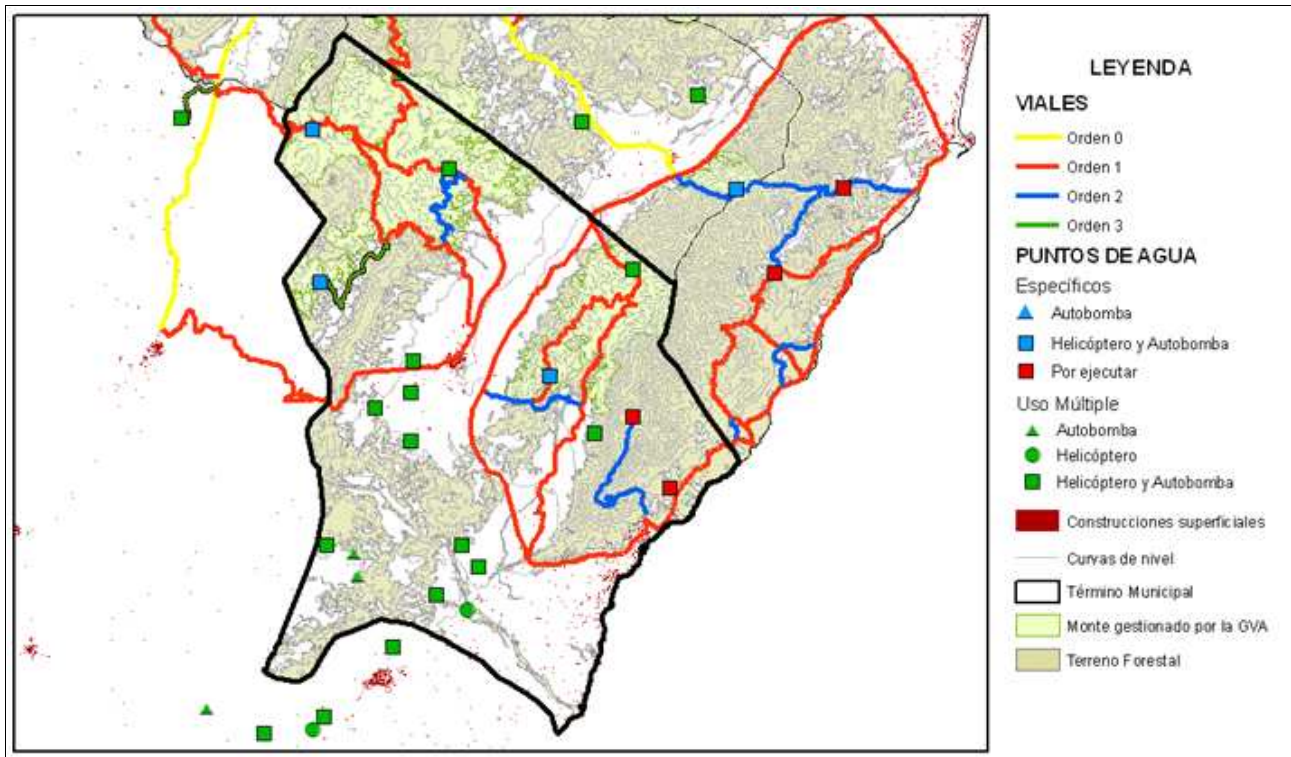 LEYENDA
VIALES
Orden 0
Orden 1
Orden 2
Orden 3
PUNTOS DE AGUA
Específicos
Autobomba
Helicóptero y Autobomba
Por ejecutar
Uso Múltiple
Autobomba
Helicóptero
Helicóptero y Autobomba
Construcciones superficiales
Curvas de nivel
Término Municipal
Monte gestionado por la GVA
Terreno Forestal